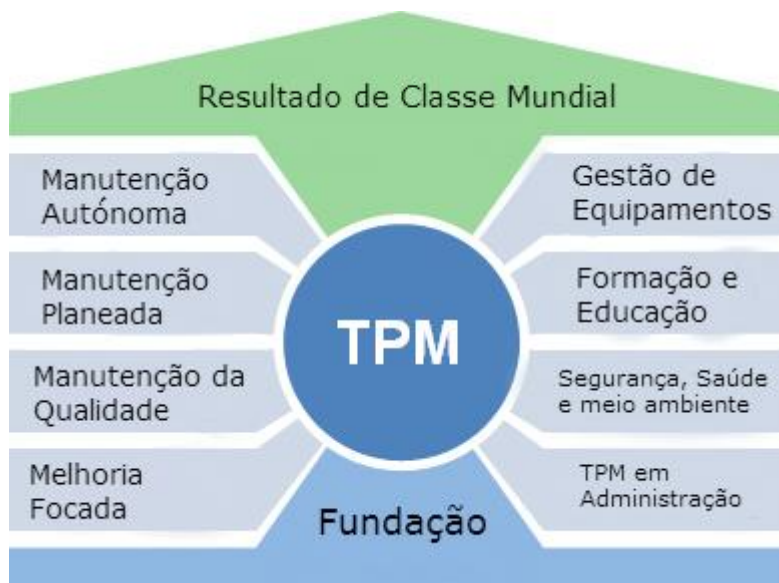 Resultado de Classe Mundial
Manutenção
Autónoma
Manutenção
Planeada
Manutenção da
Qualidade
Melhoria
Focada
TPM
Gestão de
Equipamentos
Formação e
Educação
Segurança, Saúde
e meio ambiente
TPM em
Administração
Fundação